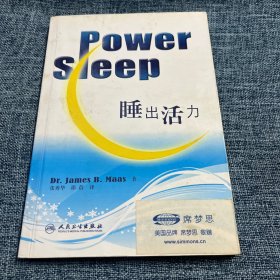 Power
Sleep
睡出活力
Dr. James B. Maas 著
人民卫生出版社
席梦思
美国品牌 席梦思 敬赠
www.simmons.cn